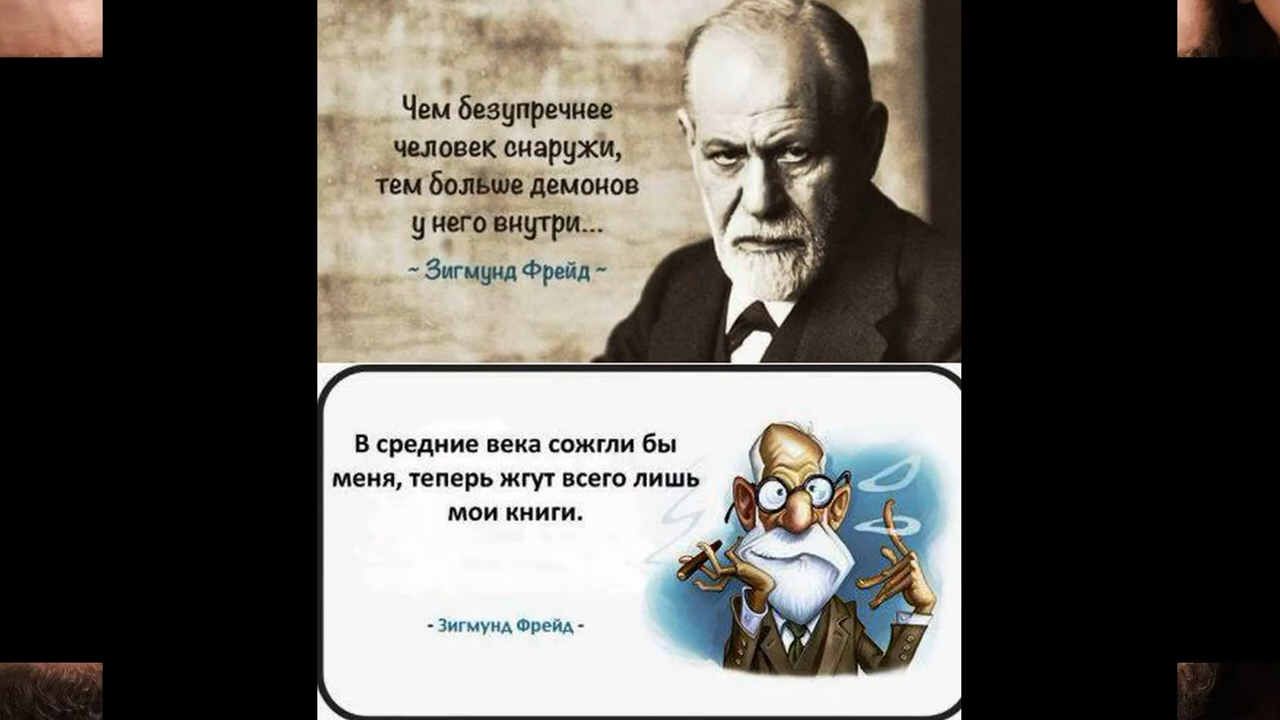 Чем безупречнее
человек снаружи,
тем больше демонов
у него внутри...
~ Зигмунд Фрейд ~
В средние века сожгли бы
меня, теперь жгут всего лишь
мои книги.
- Зигмунд Фрейд -